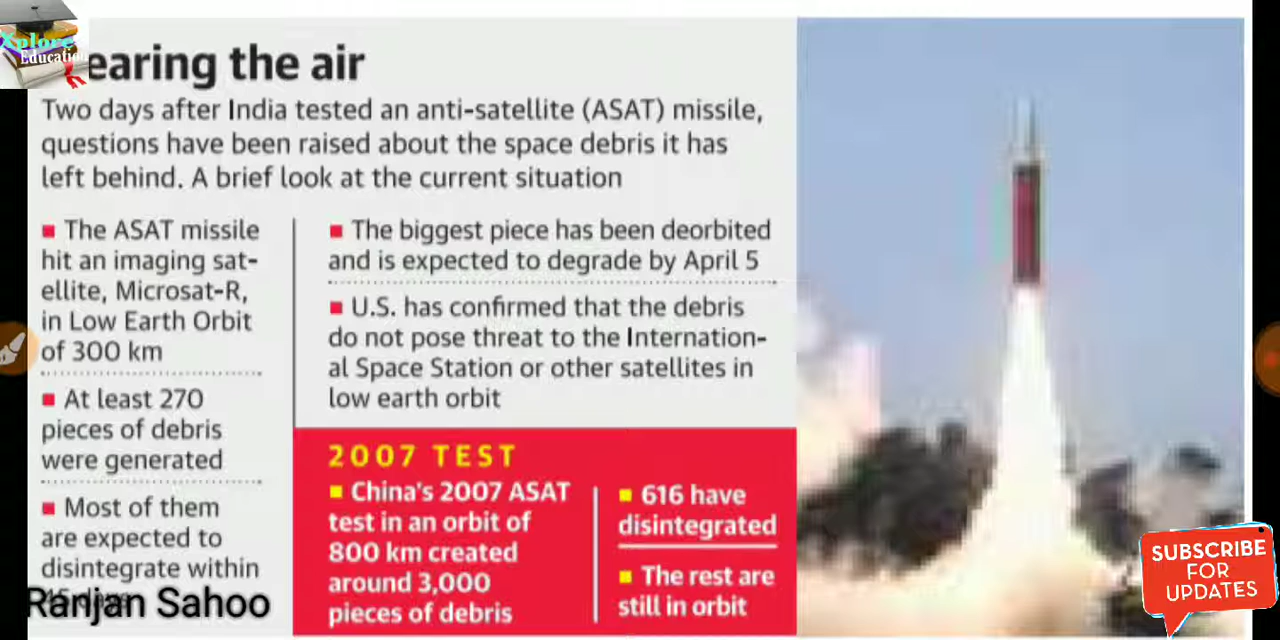 Xplore
Education
earing the air
Two days after India tested an anti-satellite (ASAT) missile,
questions have been raised about the space debris it has
left behind. A brief look at the current situation
The ASAT missile
hit an imaging sat-
ellite, Microsat-R,
in Low Earth Orbit
of 300 km
At least 270
pieces of debris
were generated
Most of them
are expected to
disintegrate within
Ranjan Sahoo
The biggest piece has been deorbited
and is expected to degrade by April 5
U.S. has confirmed that the debris
do not pose threat to the Internation-
al Space Station or other satellites in
low earth orbit
2007 TEST
China's 2007 ASAT
test in an orbit of
800 km created
around 3,000
pieces of debris
616 have
disintegrated
The rest are
still in orbit
SUBSCRIBE
FOR
UPDATES